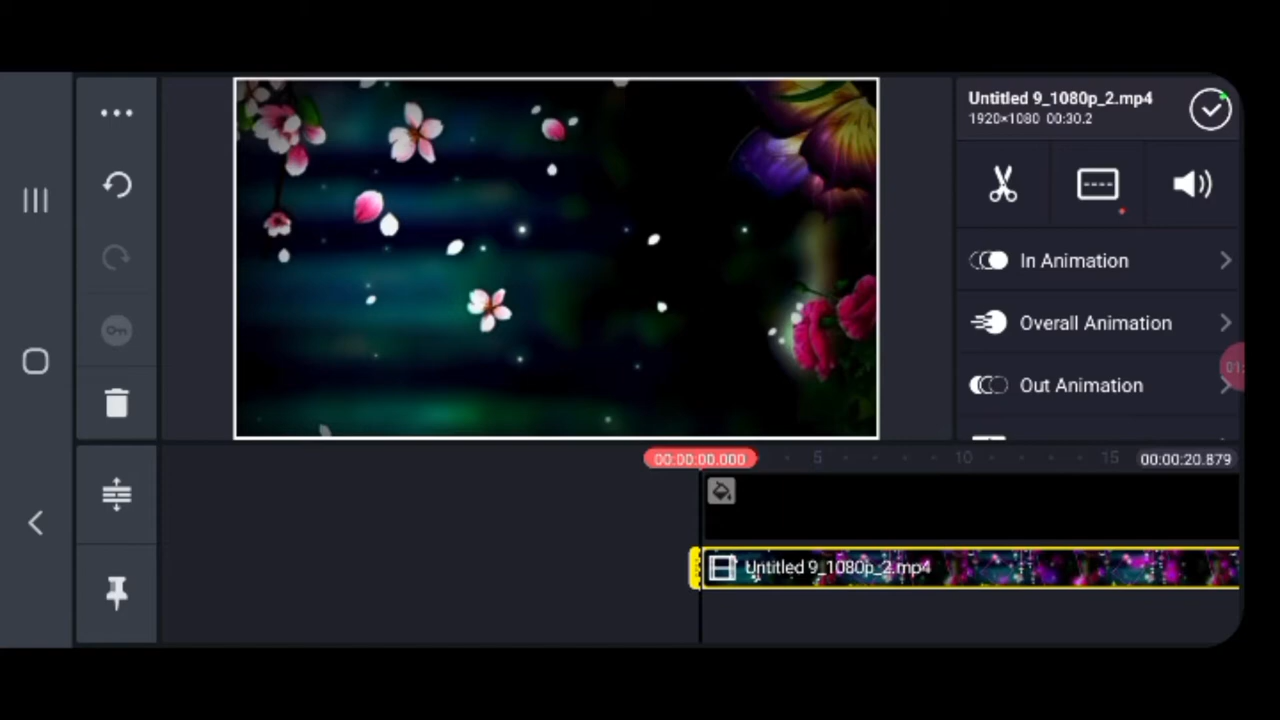 Untitled 9_1080p_2.mp4
1920×1080 00:30.2
In Animation
Overall Animation
01:
Out Animation
00:00:00.000
5
10
15
00:00:20.879
Untitled 9_1080p_2.mp4